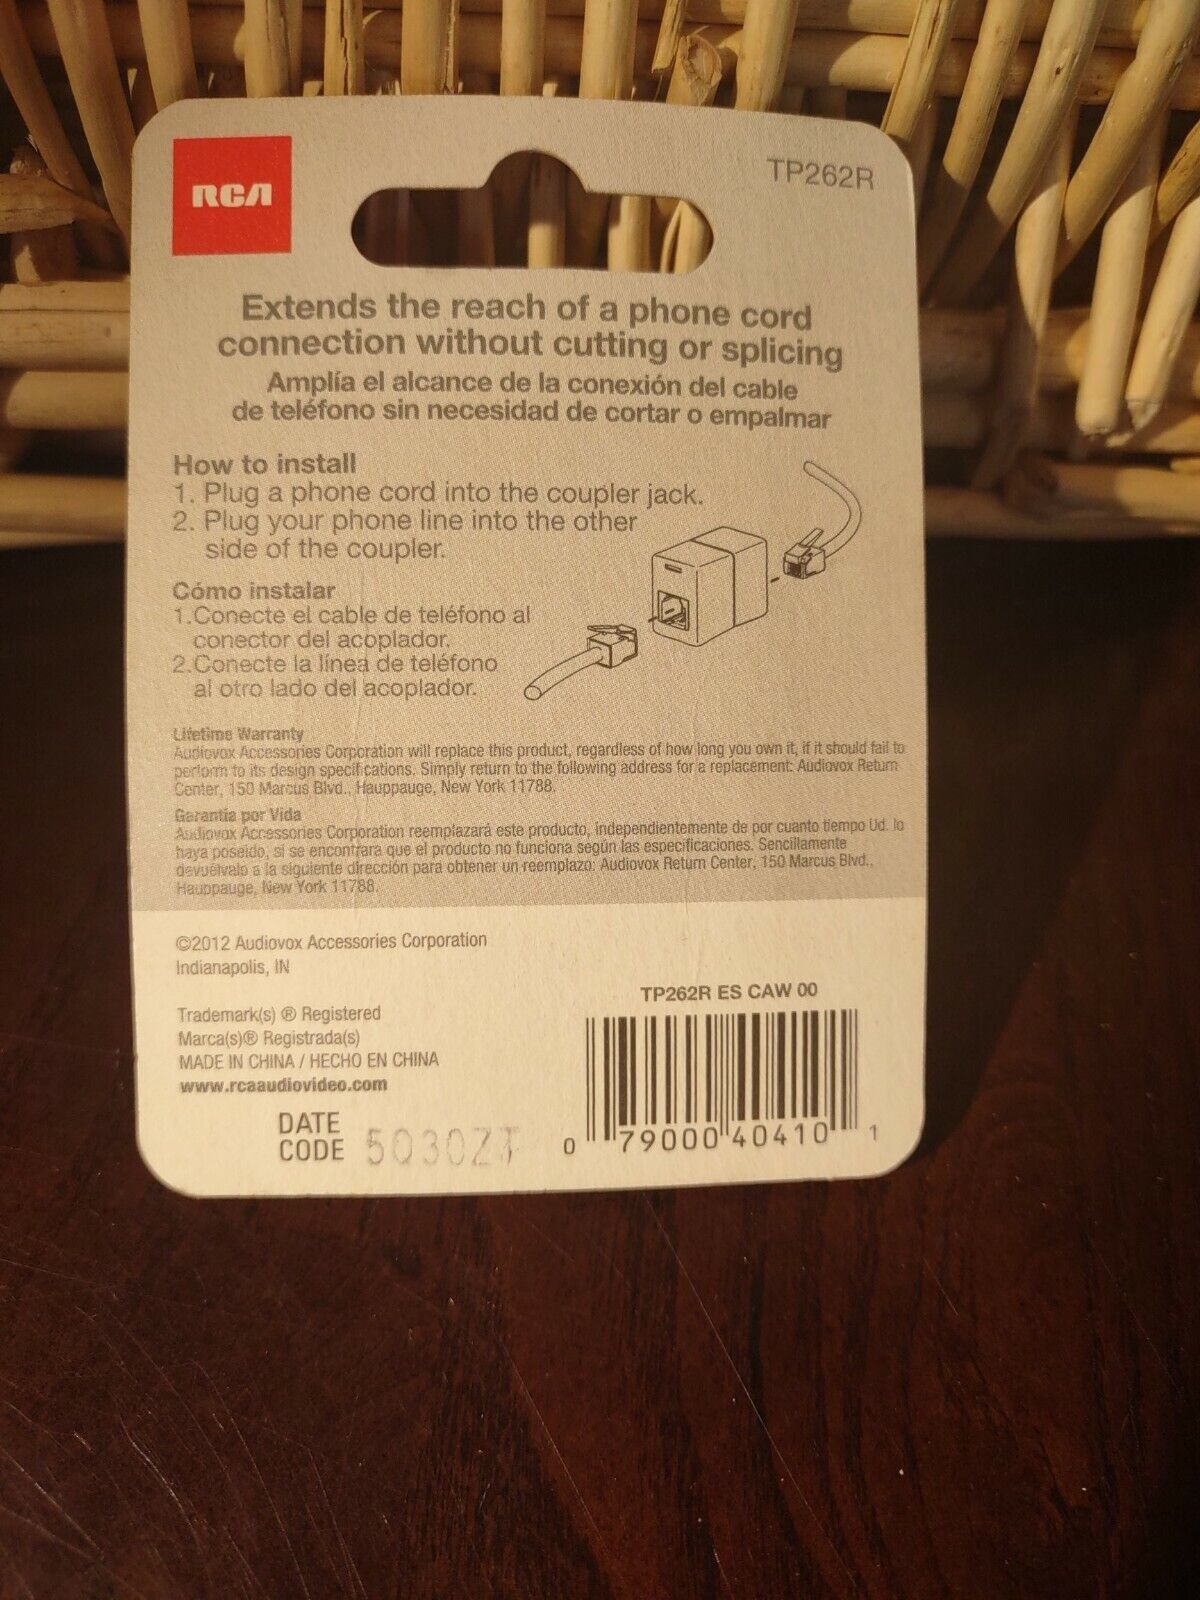 RCA
TP262R
Extends the reach of a phone cord
connection without cutting or splicing
Amplía el alcance de la conexión del cable
de teléfono sin necesidad de cortar o empalmar
How to install
1. Plug a phone cord into the coupler jack.
2. Plug your phone line into the other
side of the coupler.
Cómo instalar
1.Conecte el cable de teléfono al
conector del acoplador.
2.Conecte la línea de teléfono
al otro lado del acoplador.
Lifetime Warranty
Audiovox Accessories Corporation will replace this product, regardless of how long you own it, if it should fail to
perform to its design specifications. Simply return to the following address for a replacement: Audiovox Return
Center, 150 Marcus Blvd., Hauppauge, New York 11788.
Garantía por Vida
Audiovox Accessories Corporation reemplazará este producto, independientemente de por cuanto tiempo Ud. lo
haya poseído, si se encontrara que el producto no funciona según las especificaciones. Sencillamente
devuélvalo a la siguiente dirección para obtener un reemplazo: Audiovox Return Center, 150 Marcus Blvd.,
Hauppauge, New York 11788.
©2012 Audiovox Accessories Corporation
Indianapolis, IN
Trademark(s) ® Registered
Marca(s)® Registrada(s)
MADE IN CHINA / HECHO EN CHINA
www.rcaaudiovideo.com
DATE
CODE
TP262R ES CAW 00
0 79000 40410 1